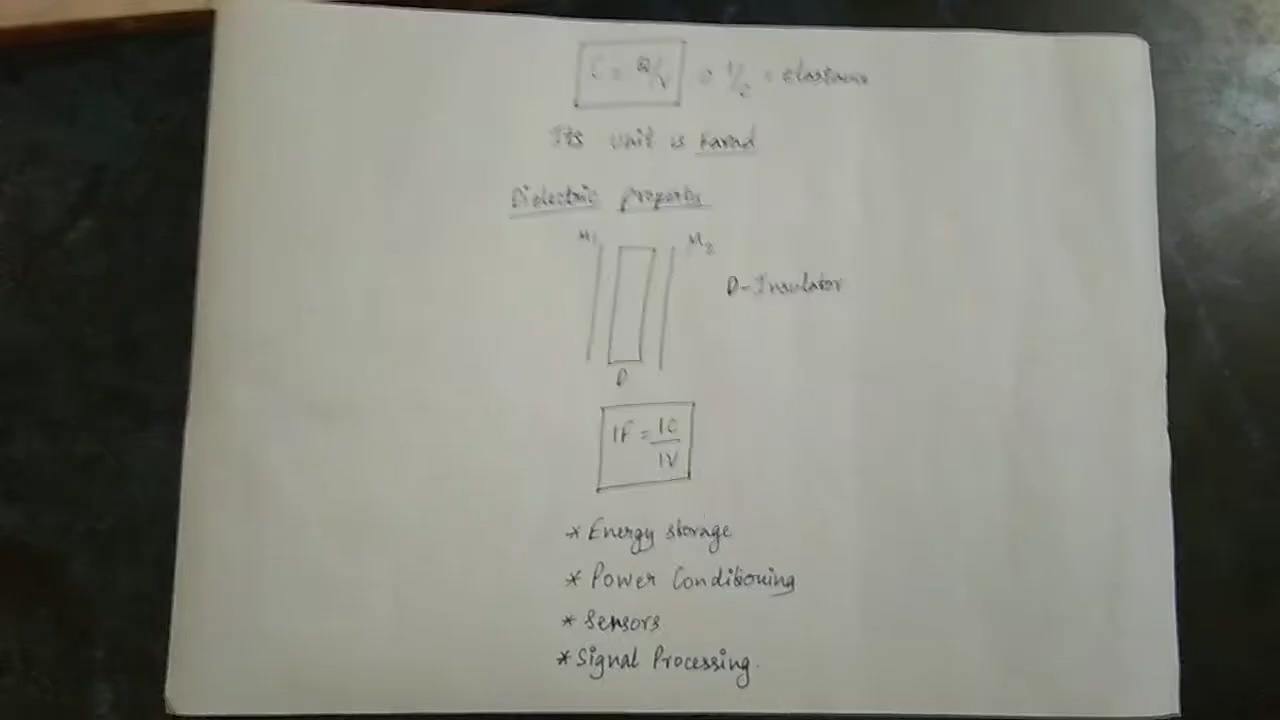 C = Q/V = 1/C = elastance
Its unit is Farad
Dielectric property
M1 M2
D-Insulator
D
1F = 1C/1V
* Energy storage
* Power Conditioning
* Sensors
* Signal Processing.